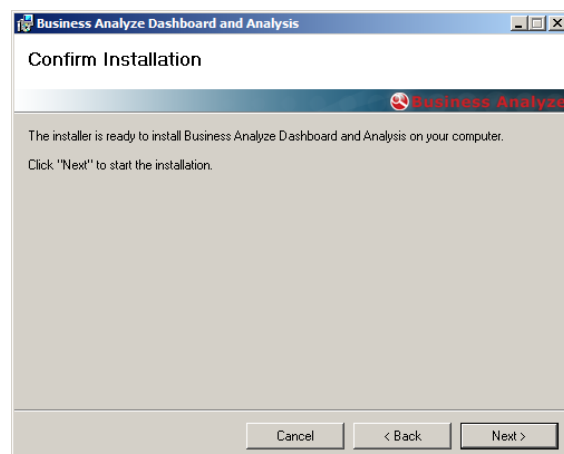 Business Analyze Dashboard and Analysis
Confirm Installation
Business Analyze
The installer is ready to install Business Analyze Dashboard and Analysis on your computer.
Click "Next" to start the installation.
Cancel
< Back
Next >